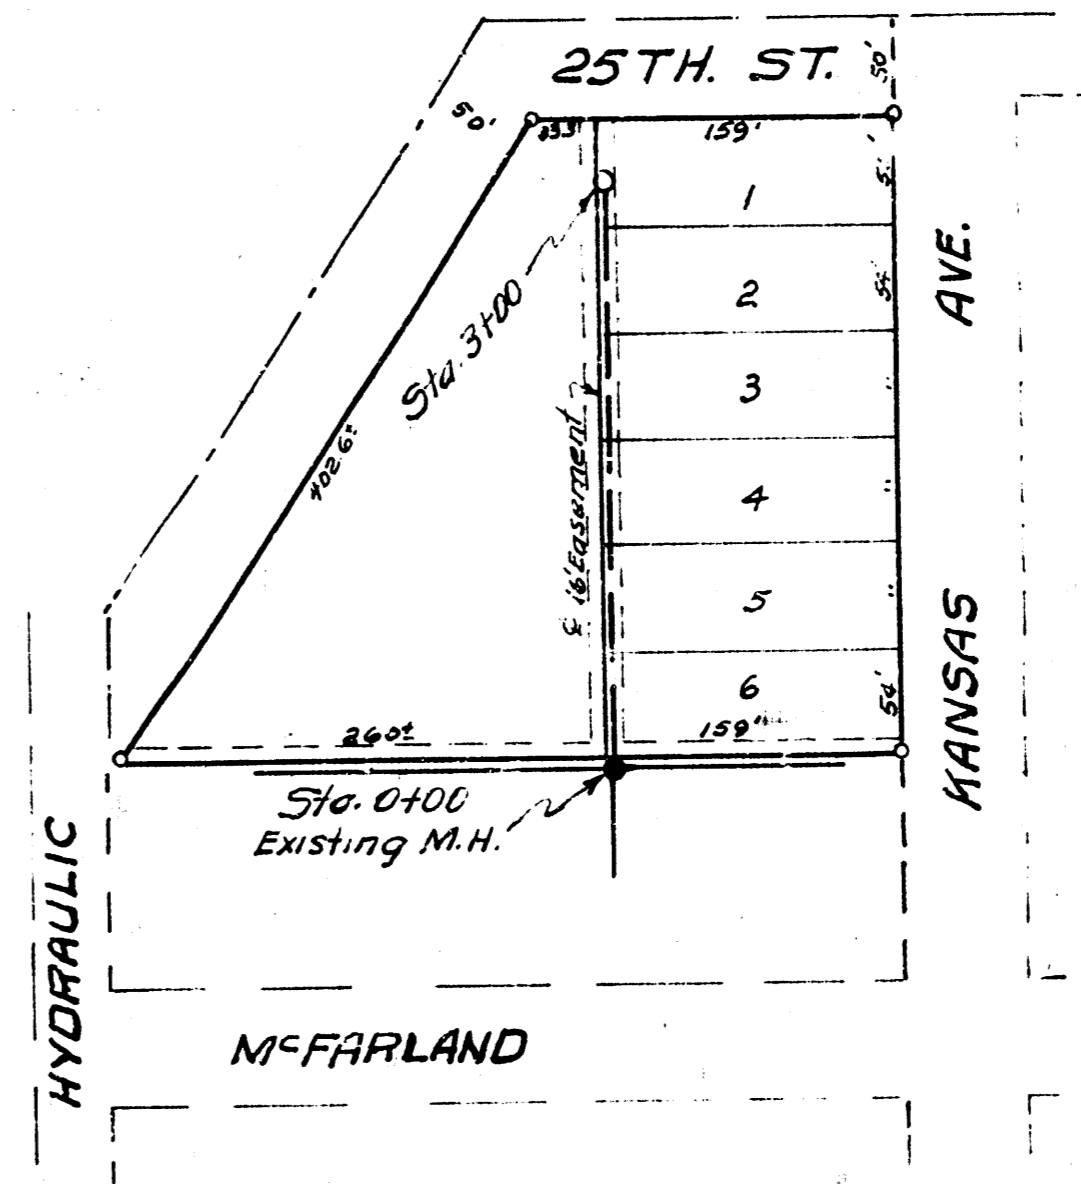 25TH. ST.
50'
50'
159'
1
2
3
4
5
6
54'
"
"
"
54'
159'
AVE.
KANSAS
Sta. 3+00
402.6±
℄ 16' Easement
260±
Sta. 0+00
Existing M.H.
HYDRAULIC
McFARLAND